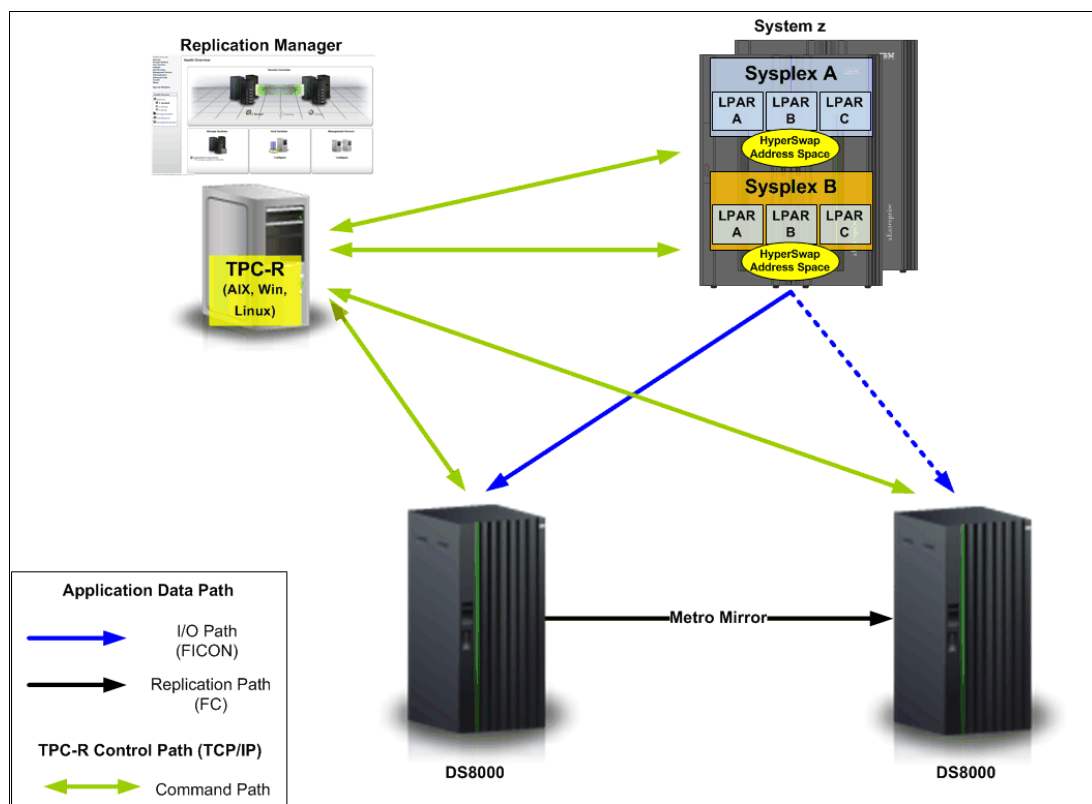 Replication Manager
System z
IBM
Sysplex A
LPAR A
LPAR B
LPAR C
HyperSwap
Address Space
Sysplex B
LPAR A
LPAR B
LPAR C
HyperSwap
Address Space
TPC-R
(AIX, Win,
Linux)
Metro Mirror
DS8000
DS8000
Application Data Path
I/O Path
(FICON)
Replication Path
(FC)
TPC-R Control Path (TCP/IP)
Command Path